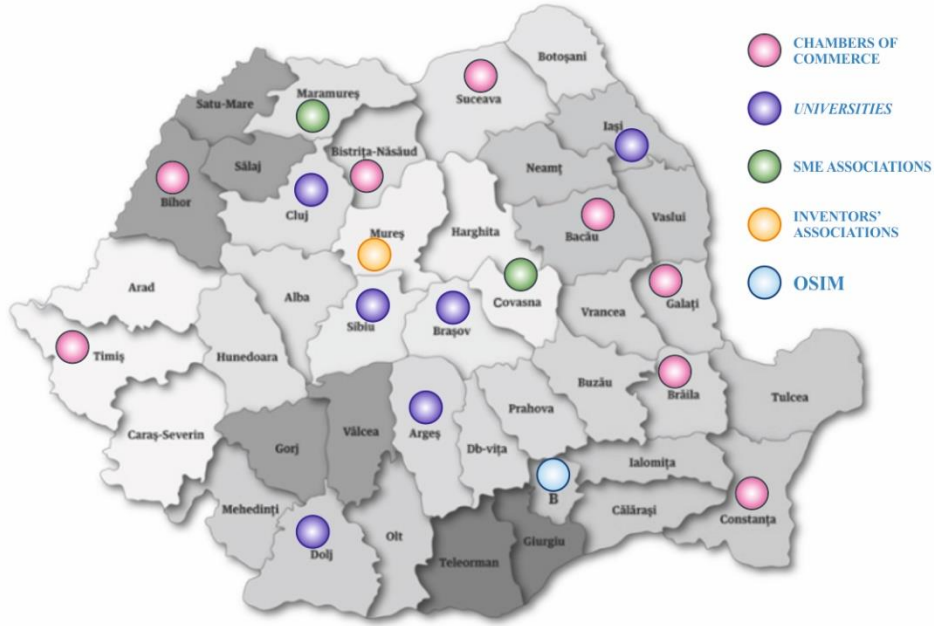 Botoşani
Suceava
Maramureş
Satu-Mare
Iaşi
Bistriţa-Năsăud
Sălaj
Neamţ
Bihor
Cluj
Vaslui
Mureş
Harghita
Bacău
Arad
Alba
Covasna
Galaţi
Vrancea
Sibiu
Braşov
Timiş
Hunedoara
Buzău
Brăila
Tulcea
Prahova
Caraş-Severin
Vâlcea
Argeş
Gorj
Db-viţa
Ialomiţa
B
Mehedinţi
Călăraşi
Constanţa
Olt
Giurgiu
Dolj
Teleorman
CHAMBERS OF
COMMERCE
UNIVERSITIES
SME ASSOCIATIONS
INVENTORS'
ASSOCIATIONS
OSIM